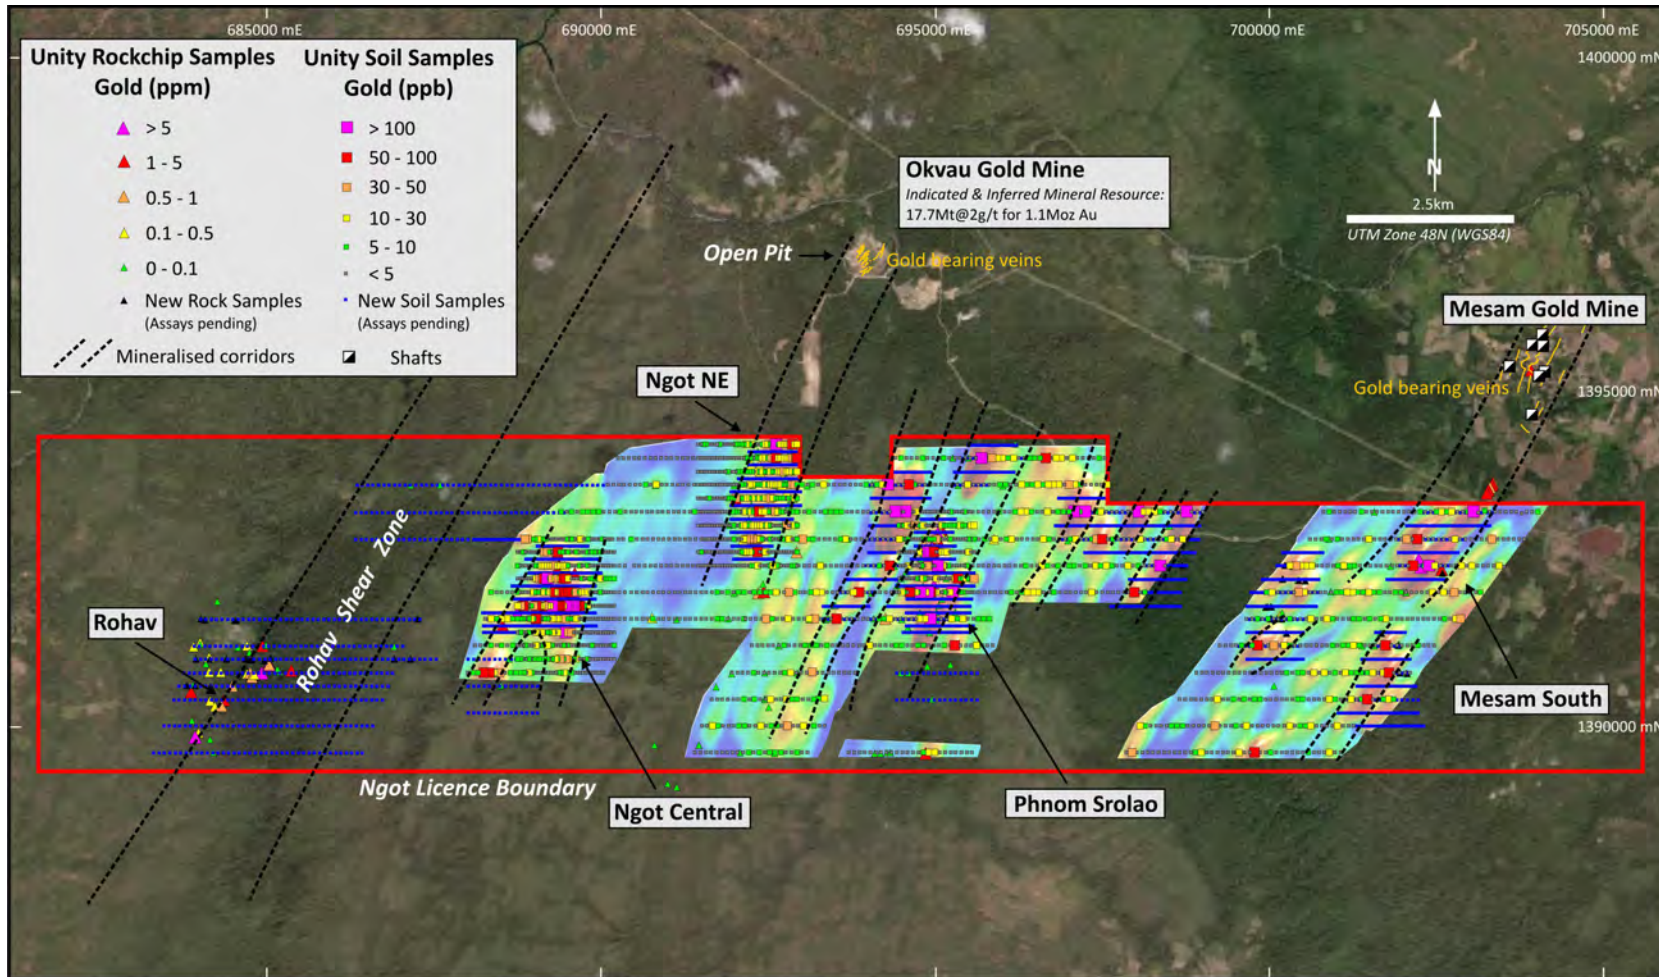 685000 mE
690000 mE
695000 mE
700000 mE
705000 mE
1400000 mN
Unity Rockchip Samples
Gold (ppm)
> 5
1 - 5
0.5 - 1
0.1 - 0.5
0 - 0.1
New Rock Samples
(Assays pending)
Mineralised corridors
Unity Soil Samples
Gold (ppb)
> 100
50 - 100
30 - 50
10 - 30
5 - 10
< 5
New Soil Samples
(Assays pending)
Shafts
Okvau Gold Mine
Indicated & Inferred Mineral Resource:
17.7Mt@2g/t for 1.1Moz Au
N
2.5km
UTM Zone 48N (WGS84)
Open Pit
Gold bearing veins
Mesam Gold Mine
Gold bearing veins
1395000 mN
Ngot NE
Rohav Shear Zone
Rohav
Mesam South
1390000 mN
Ngot Licence Boundary
Ngot Central
Phnom Srolao